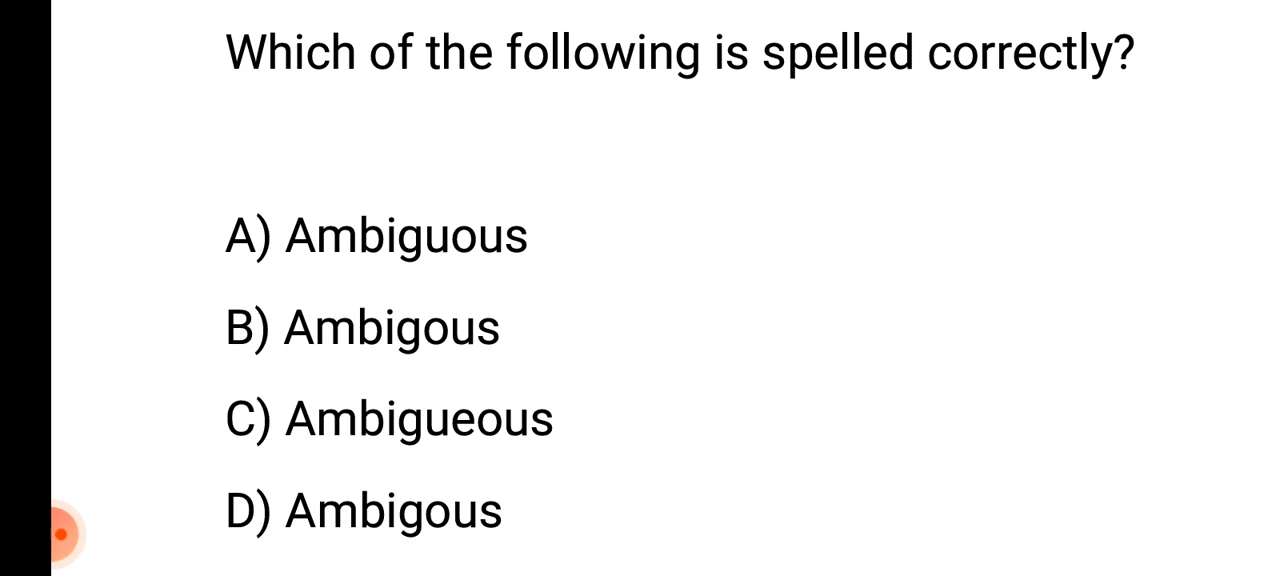 Which of the following is spelled correctly?
A) Ambiguous
B) Ambigous
C) Ambigueous
D) Ambigous